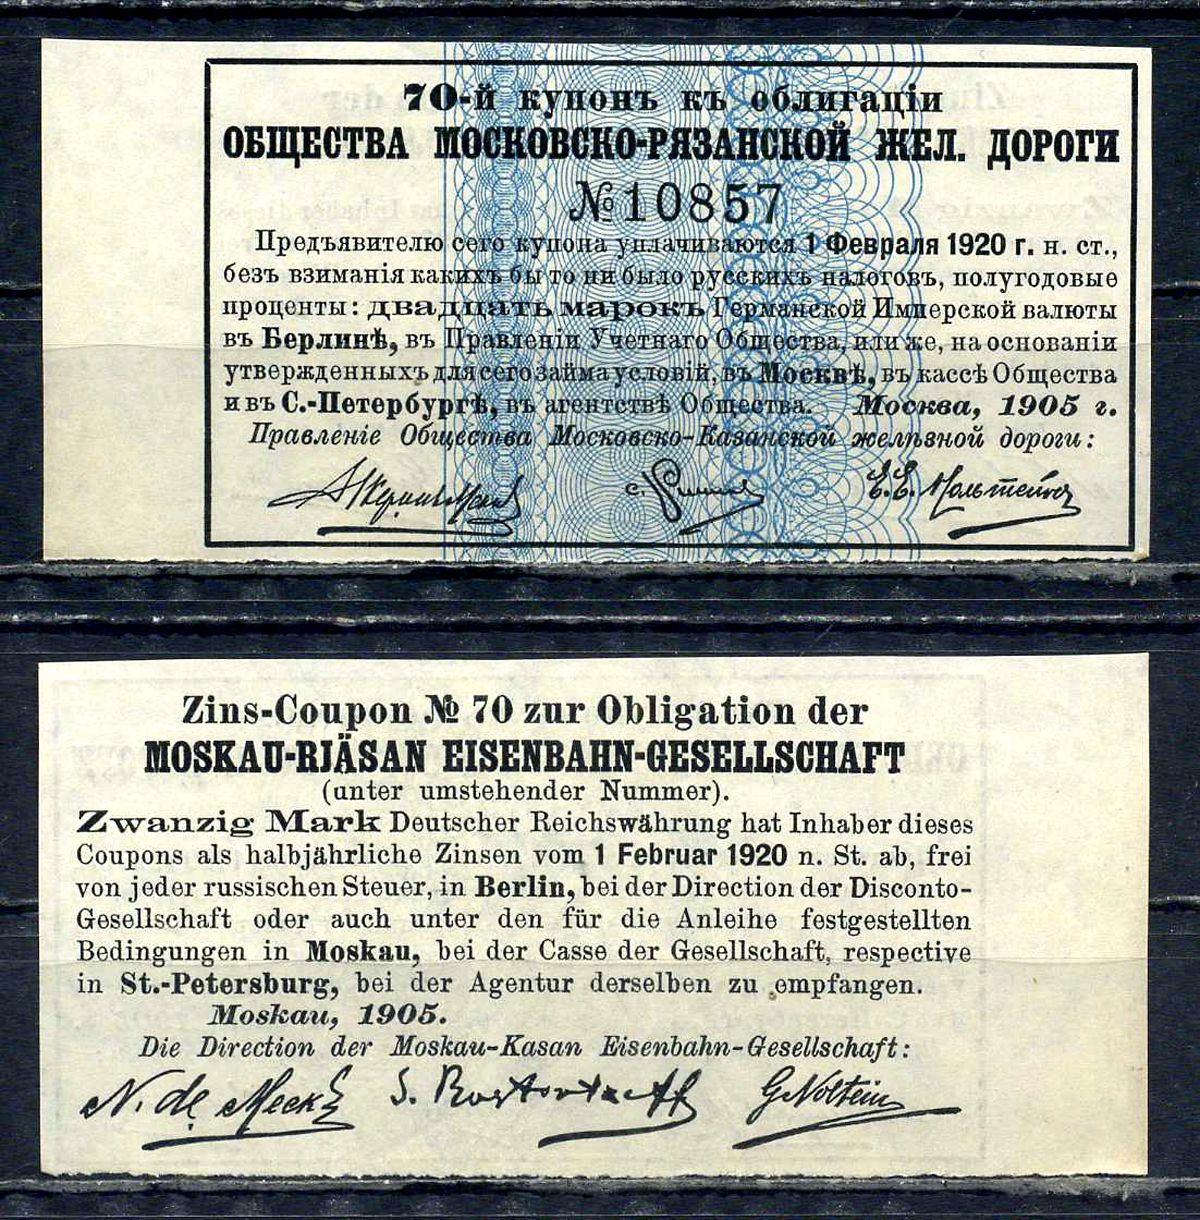 70-й купонъ къ облигаціи
ОБЩЕСТВА МОСКОВСКО-РЯЗАНСКОЙ ЖЕЛ. ДОРОГИ
№ 10857
Предъявителю сего купона уплачиваются 1 Февраля 1920 г. н. ст.,
безъ взиманія какихъ бы то ни было русскихъ налоговъ, полугодовые
проценты: двадцать марокъ Германской Имперской валюты
въ Берлинѣ, въ Правленіи Учетнаго Общества, или же, на основаніи
утвержденныхъ для сего займа условій, въ Москвѣ, въ кассѣ Общества
и въ С.-Петербургѣ, въ агентствѣ Общества. Москва, 1905 г.
Правленіе Общества Московско-Казанской желѣзной дороги:
Zins-Coupon № 70 zur Obligation der
MOSKAU-RJÄSAN EISENBAHN-GESELLSCHAFT
(unter umstehender Nummer).
Zwanzig Mark Deutscher Reichswährung hat Inhaber dieses
Coupons als halbjährliche Zinsen vom 1 Februar 1920 n. St. ab, frei
von jeder russischen Steuer, in Berlin, bei der Direction der Disconto-
Gesellschaft oder auch unter den für die Anleihe festgestellten
Bedingungen in Moskau, bei der Casse der Gesellschaft, respective
in St.-Petersburg, bei der Agentur derselben zu empfangen.
Moskau, 1905.
Die Direction der Moskau-Kasan Eisenbahn-Gesellschaft:
N. de Meck G Noltein